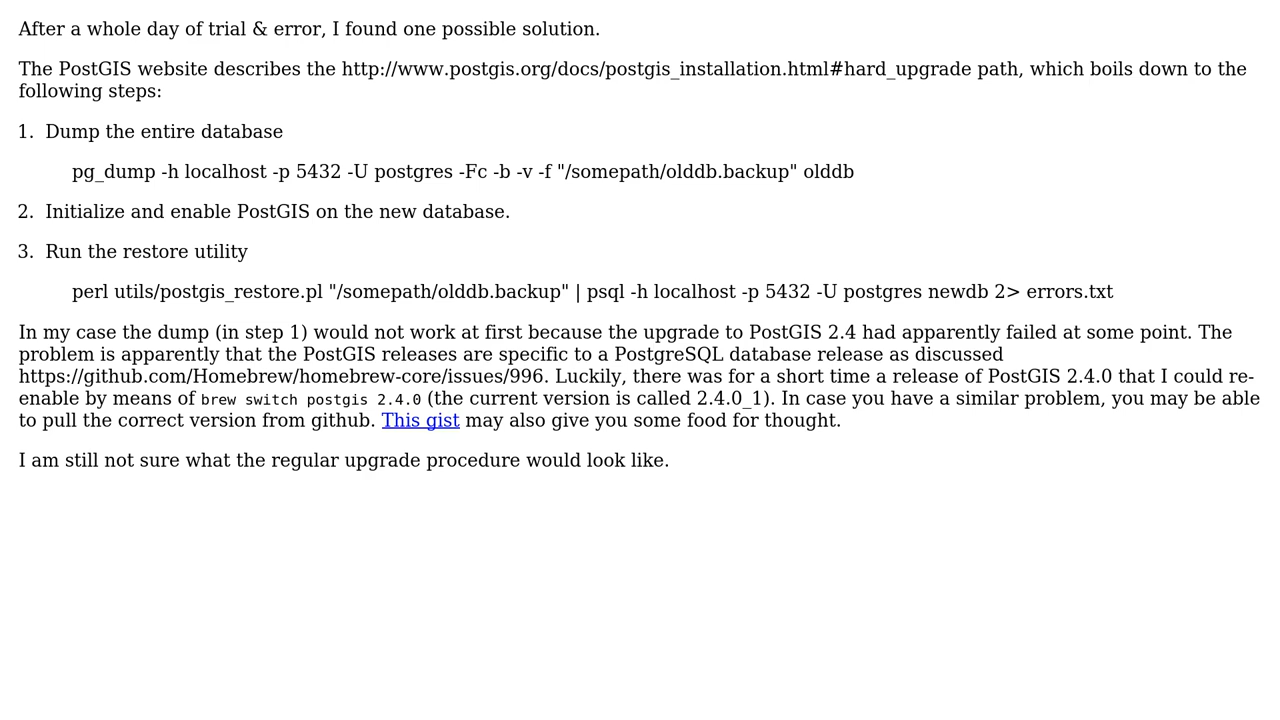 After a whole day of trial & error, I found one possible solution.
The PostGIS website describes the http://www.postgis.org/docs/postgis_installation.html#hard_upgrade path, which boils down to the
following steps:
1. Dump the entire database
pg_dump -h localhost -p 5432 -U postgres -Fc -b -v -f "/somepath/olddb.backup" olddb
2. Initialize and enable PostGIS on the new database.
3. Run the restore utility
perl utils/postgis_restore.pl "/somepath/olddb.backup" | psql -h localhost -p 5432 -U postgres newdb 2> errors.txt
In my case the dump (in step 1) would not work at first because the upgrade to PostGIS 2.4 had apparently failed at some point. The
problem is apparently that the PostGIS releases are specific to a PostgreSQL database release as discussed
https://github.com/Homebrew/homebrew-core/issues/996. Luckily, there was for a short time a release of PostGIS 2.4.0 that I could re-
enable by means of brew switch postgis 2.4.0 (the current version is called 2.4.0_1). In case you have a similar problem, you may be able
to pull the correct version from github. This gist may also give you some food for thought.
I am still not sure what the regular upgrade procedure would look like.